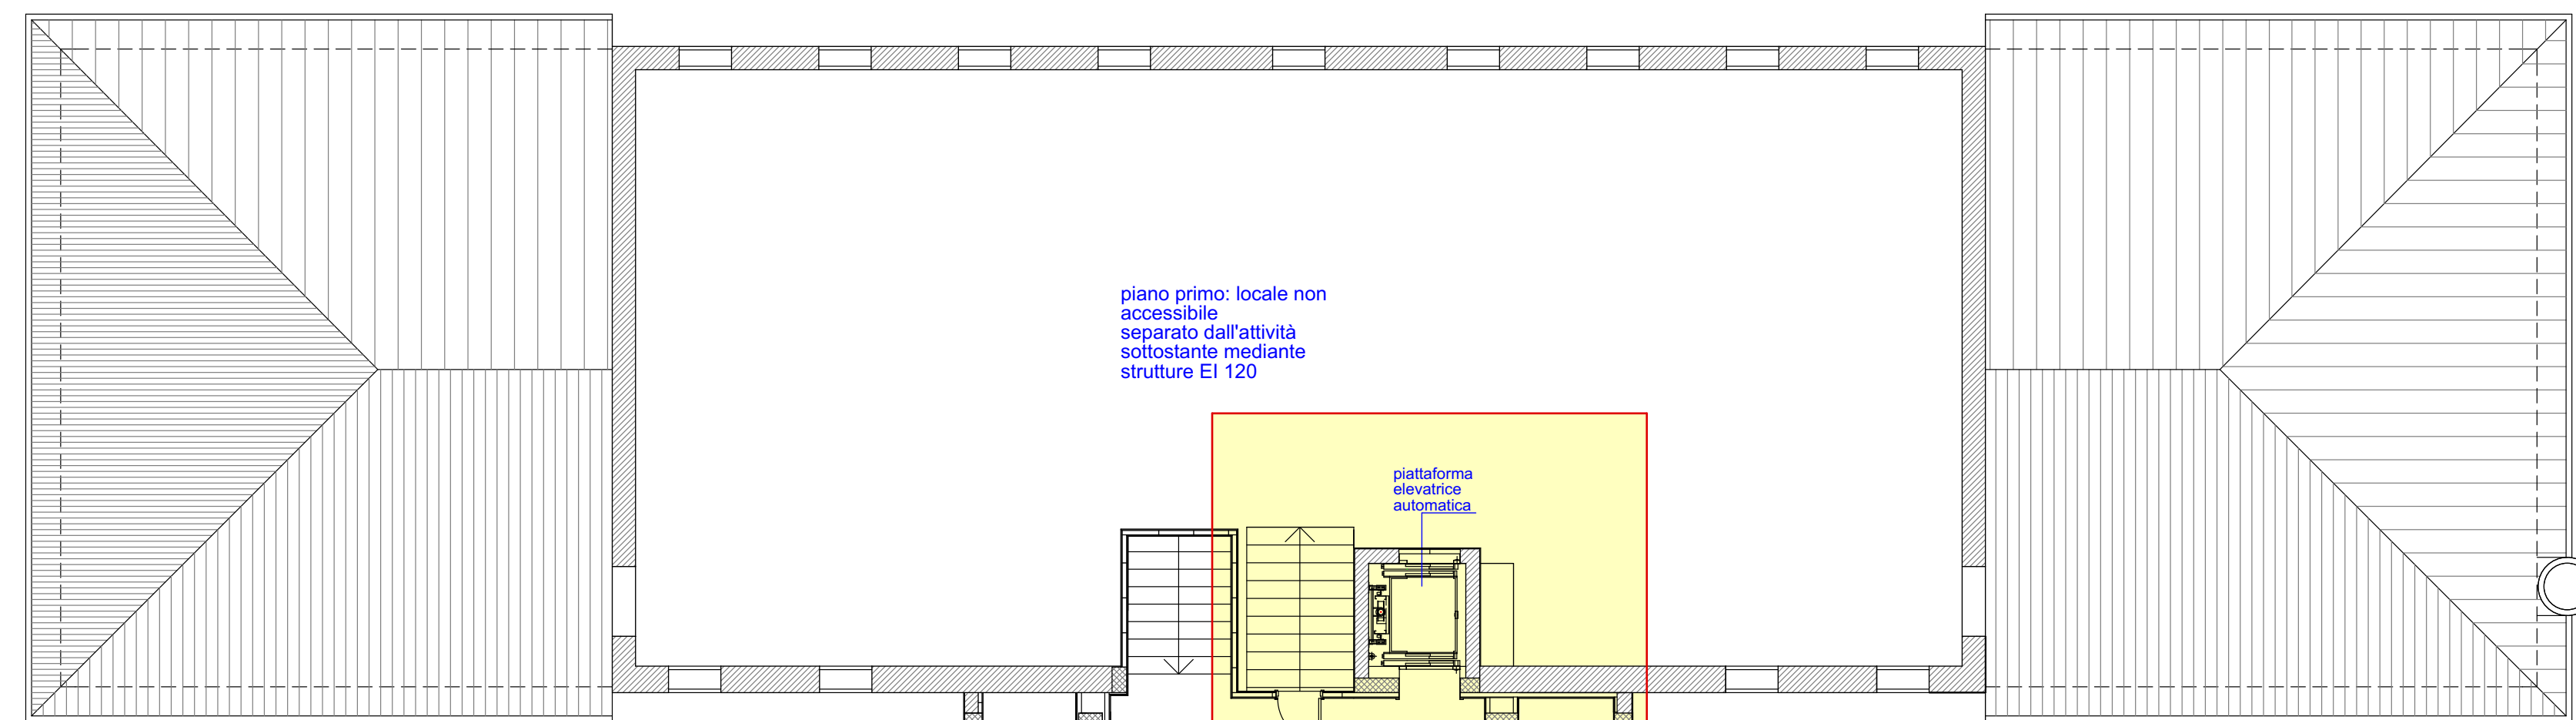 piano primo: locale non
accessibile
separato dall'attività
sottostante mediante
strutture EI 120
piattaforma
elevatrice
automatica